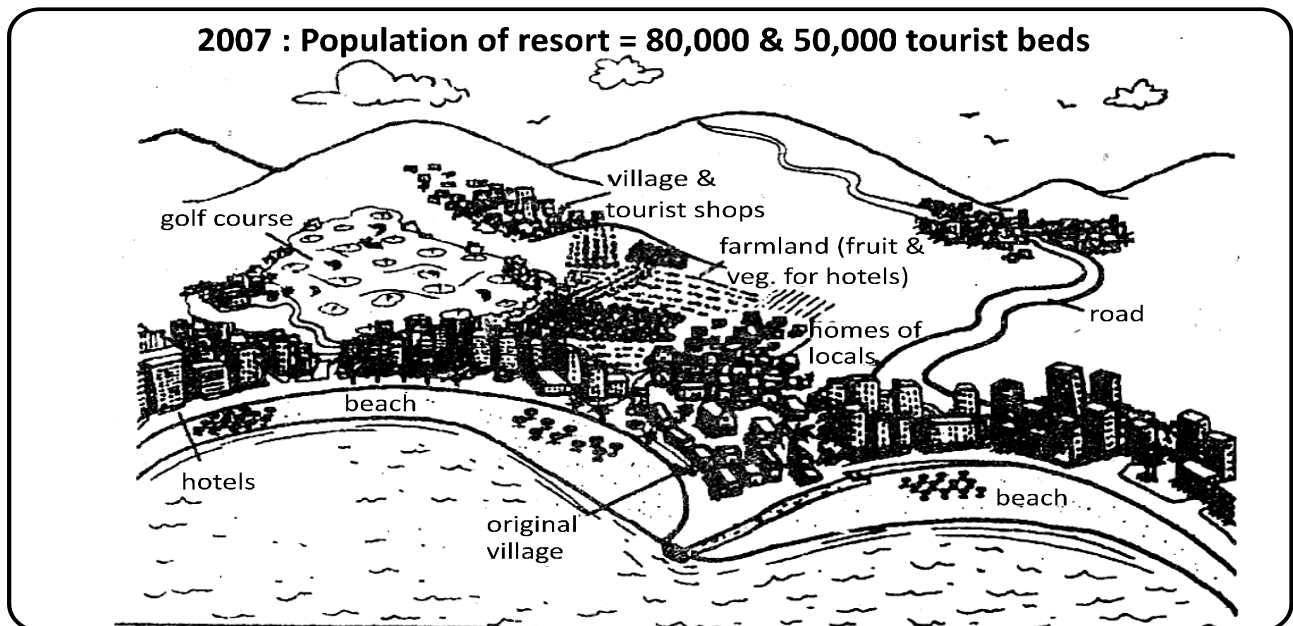 2007 : Population of resort = 80,000 & 50,000 tourist beds
village &
tourist shops
golf course
farmland (fruit &
veg. for hotels)
road
homes of
locals
beach
hotels
beach
original
village